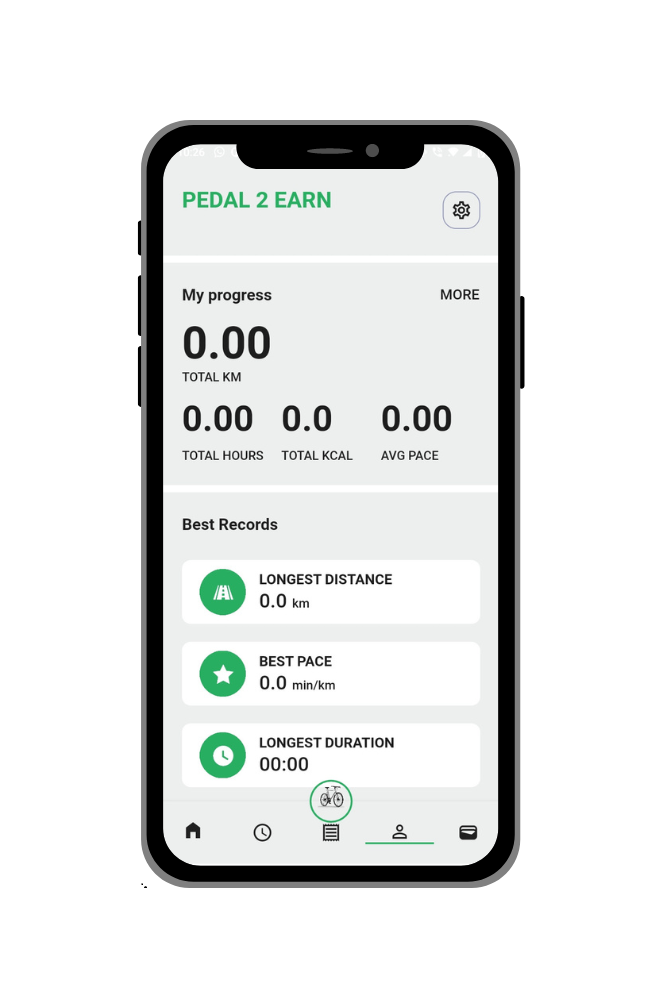 PEDAL 2 EARN
My progress MORE
0.00
TOTAL KM
0.00 0.0 0.00
TOTAL HOURS TOTAL KCAL AVG PACE
Best Records
LONGEST DISTANCE
0.0 km
BEST PACE
0.0 min/km
LONGEST DURATION
00:00